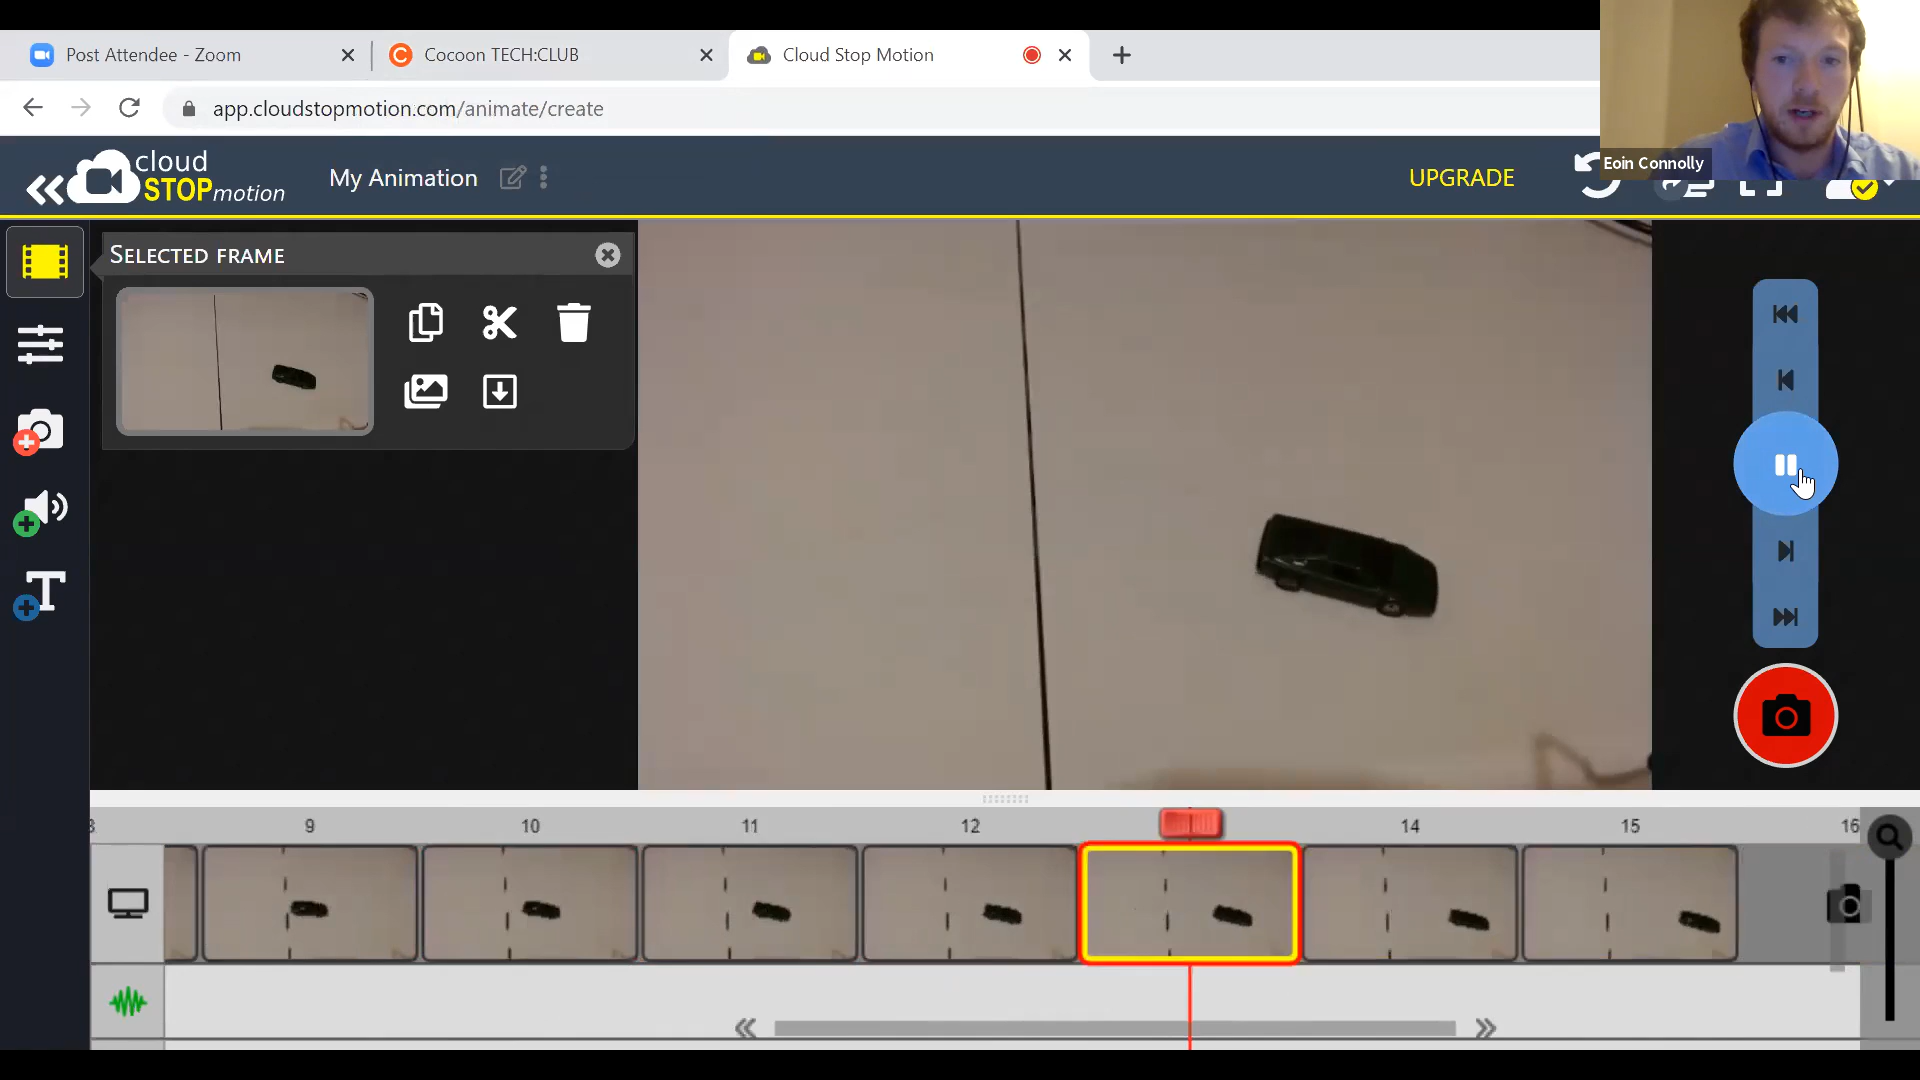 Post Attendee - Zoom
Cocoon TECH:CLUB
Cloud Stop Motion
app.cloudstopmotion.com/animate/create
Eoin Connolly
cloud
STOPmotion
My Animation
UPGRADE
SELECTED FRAME
8 9 10 11 12 14 15 16